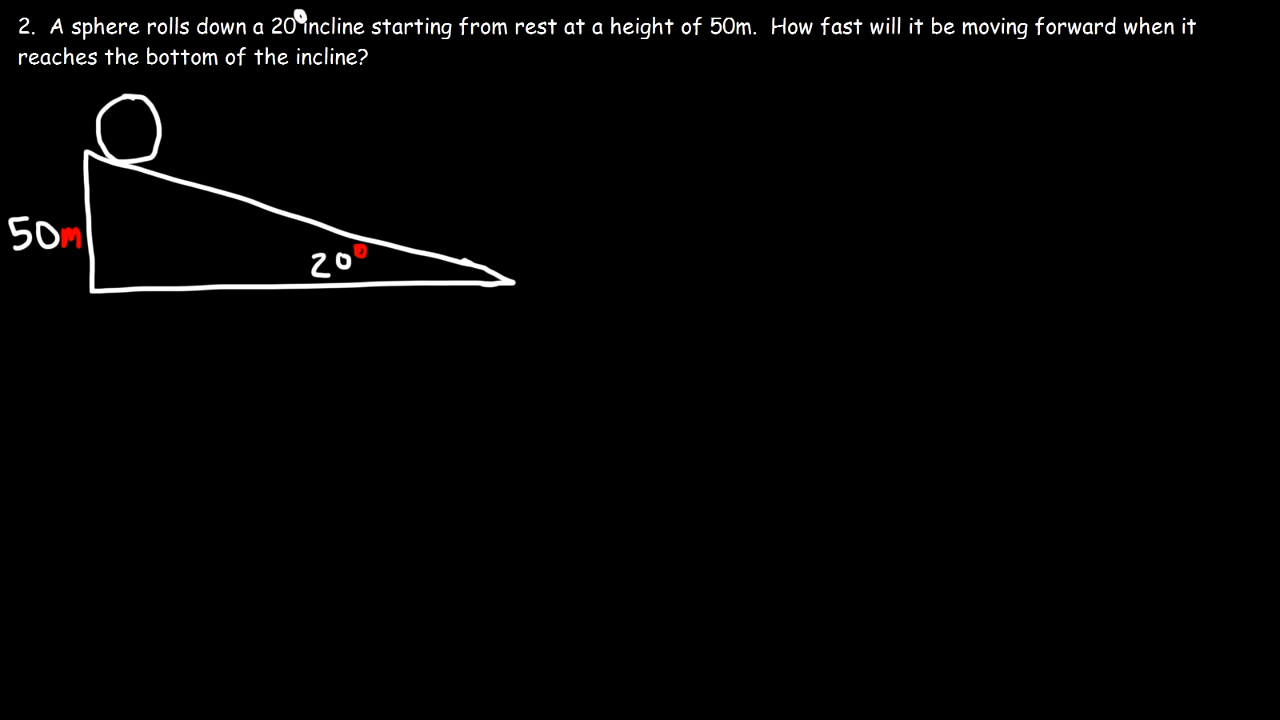 2. A sphere rolls down a 20° incline starting from rest at a height of 50m. How fast will it be moving forward when it
reaches the bottom of the incline?
50m
20°